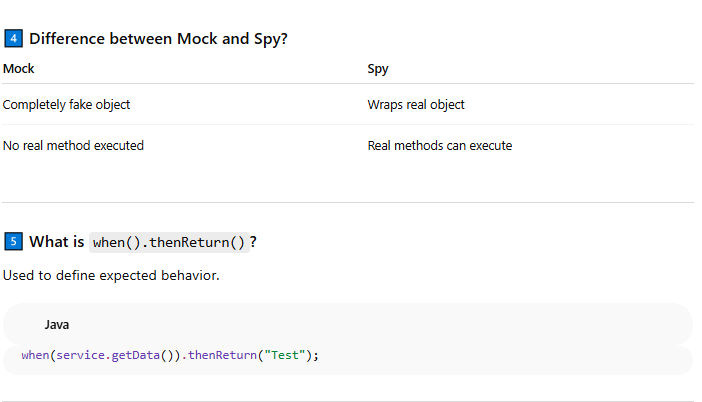 4 Difference between Mock and Spy?
Mock Spy
Completely fake object Wraps real object
No real method executed Real methods can execute
5 What is when().thenReturn()?
Used to define expected behavior.
Java
when(service.getData()).thenReturn("Test");